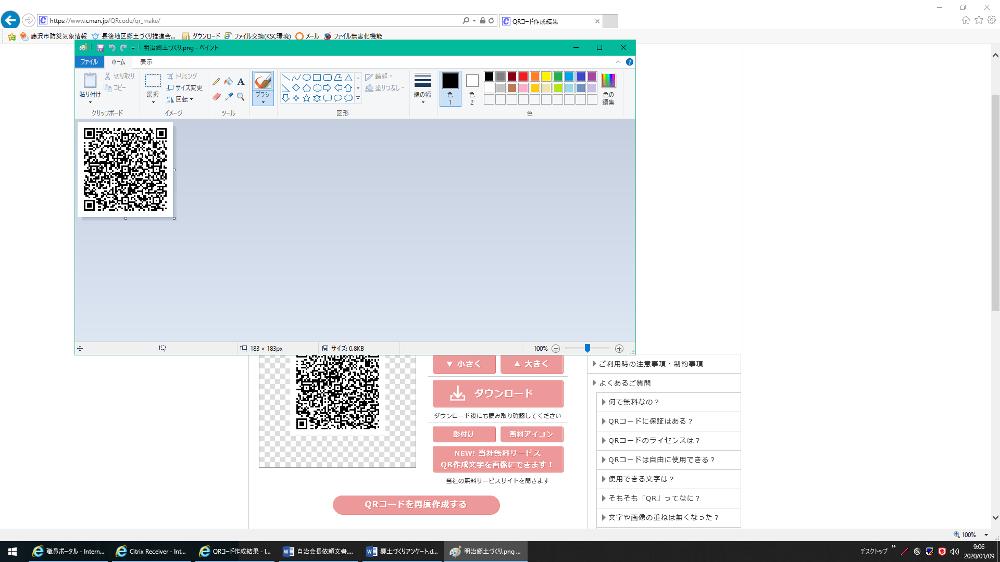 https://www.cman.jp/QRcode/qr_make/
QRコード作成結果
藤沢市防災気象情報
長後地区郷土づくり推進会...
ダウンロード
ファイル交換(KSC環境)
メール
ファイル無害化機能
明治郷土づくり.png - ペイント
ファイル
ホーム
表示
貼り付け
切り取り
コピー
クリップボード
選択
トリミング
サイズ変更
回転
イメージ
A
ツール
ブラシ
輪郭
塗りつぶし
図形
線の幅
色
1
色
2
色の
編集
色
183 × 183px
サイズ: 0.8KB
100%
▼ 小さく
▲ 大きく
ダウンロード
ダウンロード後にも読み取り確認してください
影付け
無料アイコン
NEW! 当社無料サービス
QR作成文字を画像にできます！
当社の無料サービスサイトを開きます
QRコードを再度作成する
ご利用時の注意事項・制約事項
よくあるご質問
何で無料なの？
QRコードに保証はある？
QRコードのライセンスは？
QRコードは自由に使用できる？
使用できる文字は？
そもそも「QR」ってなに？
文字や画像の重ねは無くなった？
100%
職員ポータル - Intern...
Citrix Receiver - Int...
QRコード作成結果 - I...
自治会長依頼文書....
郷土づくりアンケート.d...
明治郷土づくり.png ...
デスクトップ
9:06
2020/01/09